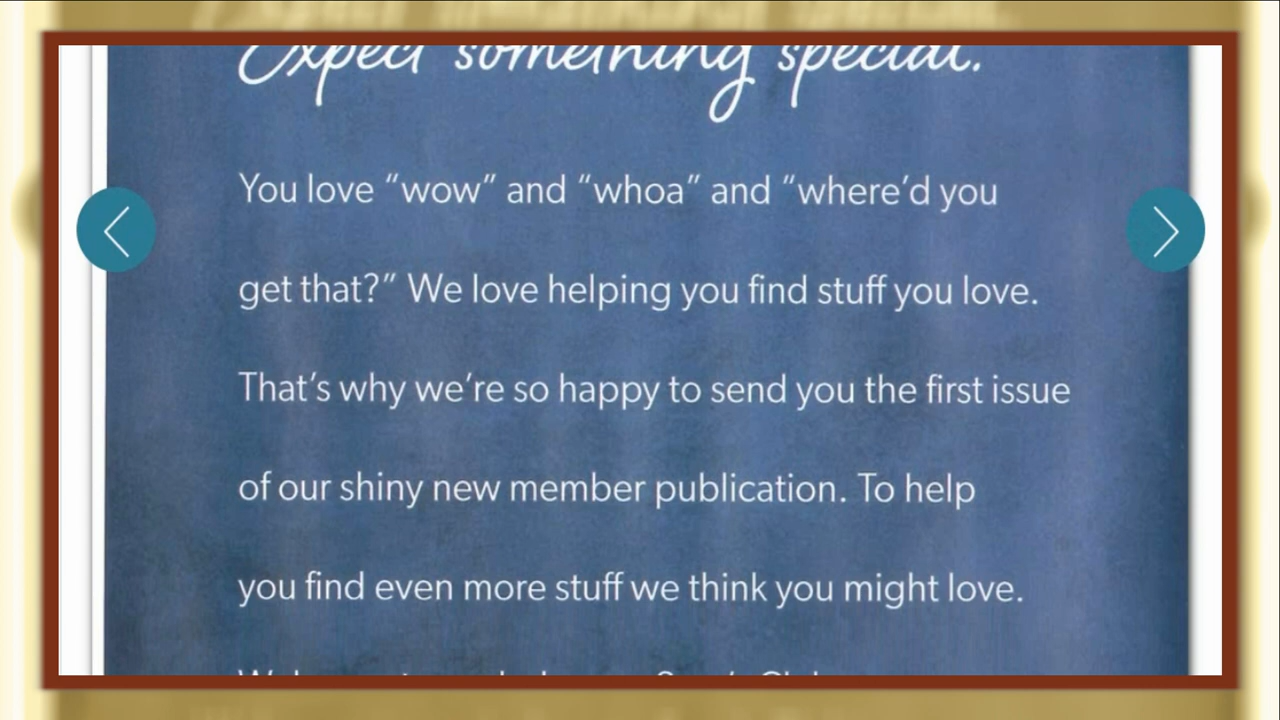 Expect something special.
You love “wow” and “whoa” and “where’d you
get that?” We love helping you find stuff you love.
That’s why we’re so happy to send you the first issue
of our shiny new member publication. To help
you find even more stuff we think you might love.